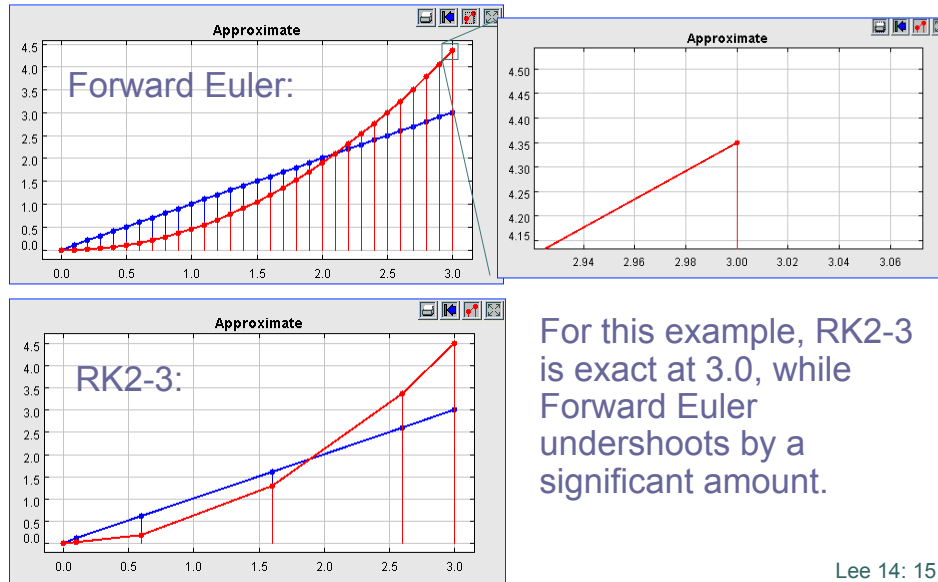 Approximate
Forward Euler:
4.5
4.0
3.5
3.0
2.5
2.0
1.5
1.0
0.5
0.0
0.0 0.5 1.0 1.5 2.0 2.5 3.0
Approximate
4.50
4.45
4.40
4.35
4.30
4.25
4.20
4.15
2.94 2.96 2.98 3.00 3.02 3.04 3.06
Approximate
RK2-3:
4.5
4.0
3.5
3.0
2.5
2.0
1.5
1.0
0.5
0.0
0.0 0.5 1.0 1.5 2.0 2.5 3.0
For this example, RK2-3
is exact at 3.0, while
Forward Euler
undershoots by a
significant amount.
Lee 14: 15